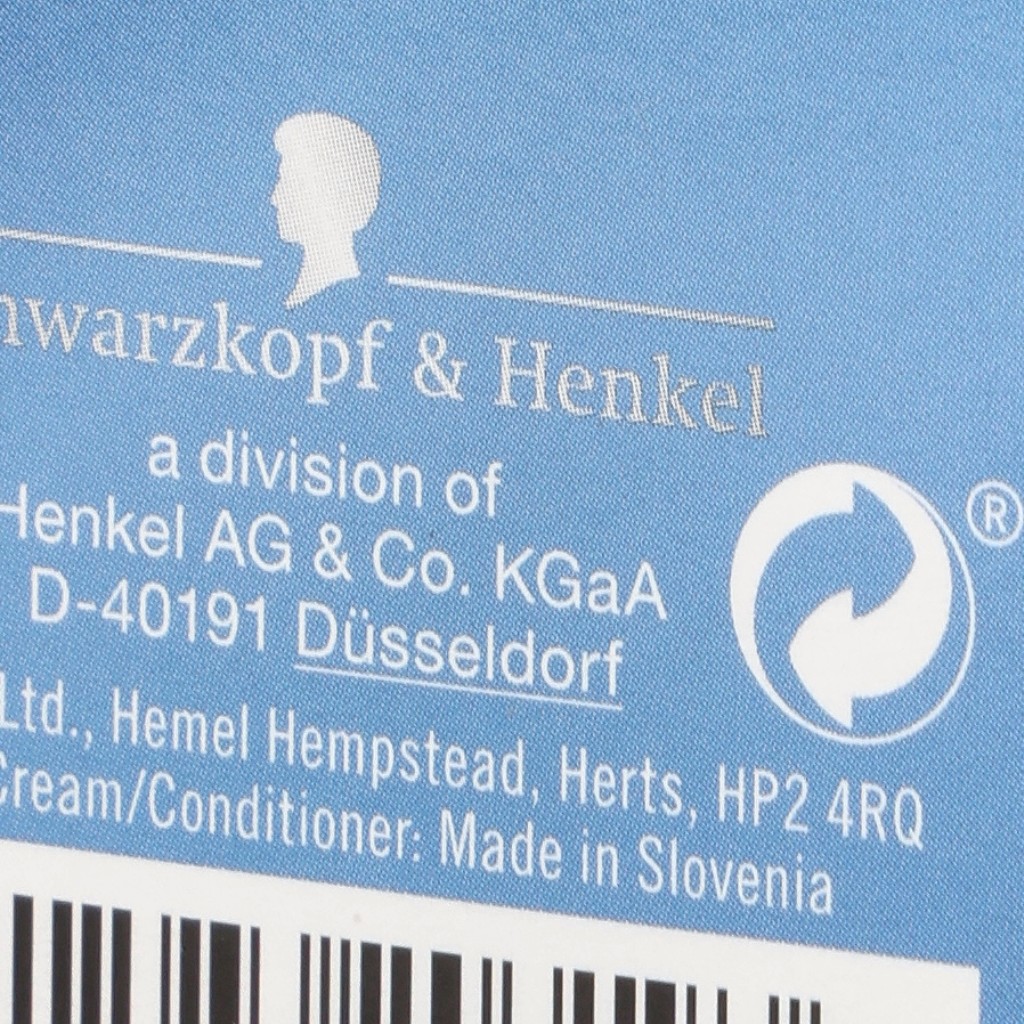 hwarzkopf & Henkel
a division of
Henkel AG & Co. KGaA
D-40191 Düsseldorf
®
Ltd., Hemel Hempstead, Herts, HP2 4RQ
Cream/Conditioner: Made in Slovenia